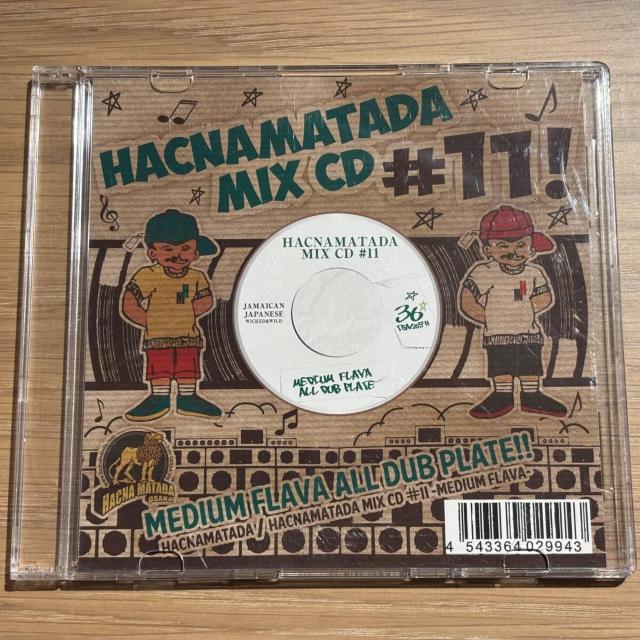 HACNAMATADA
MIX CD #11!
HACNAMATADA
MIX CD #11
JAMAICAN
JAPANESE
WICKED&WILD
36
TRACKS!!
MEDIUM FLAVA
ALL DUB PLATE
HACHA MATADA
OSAKA
MEDIUM FLAVA ALL DUB PLATE!!
HACNAMATADA / HACNAMATADA MIX CD #11-MEDIUM FLAVA-
4 543364 029943